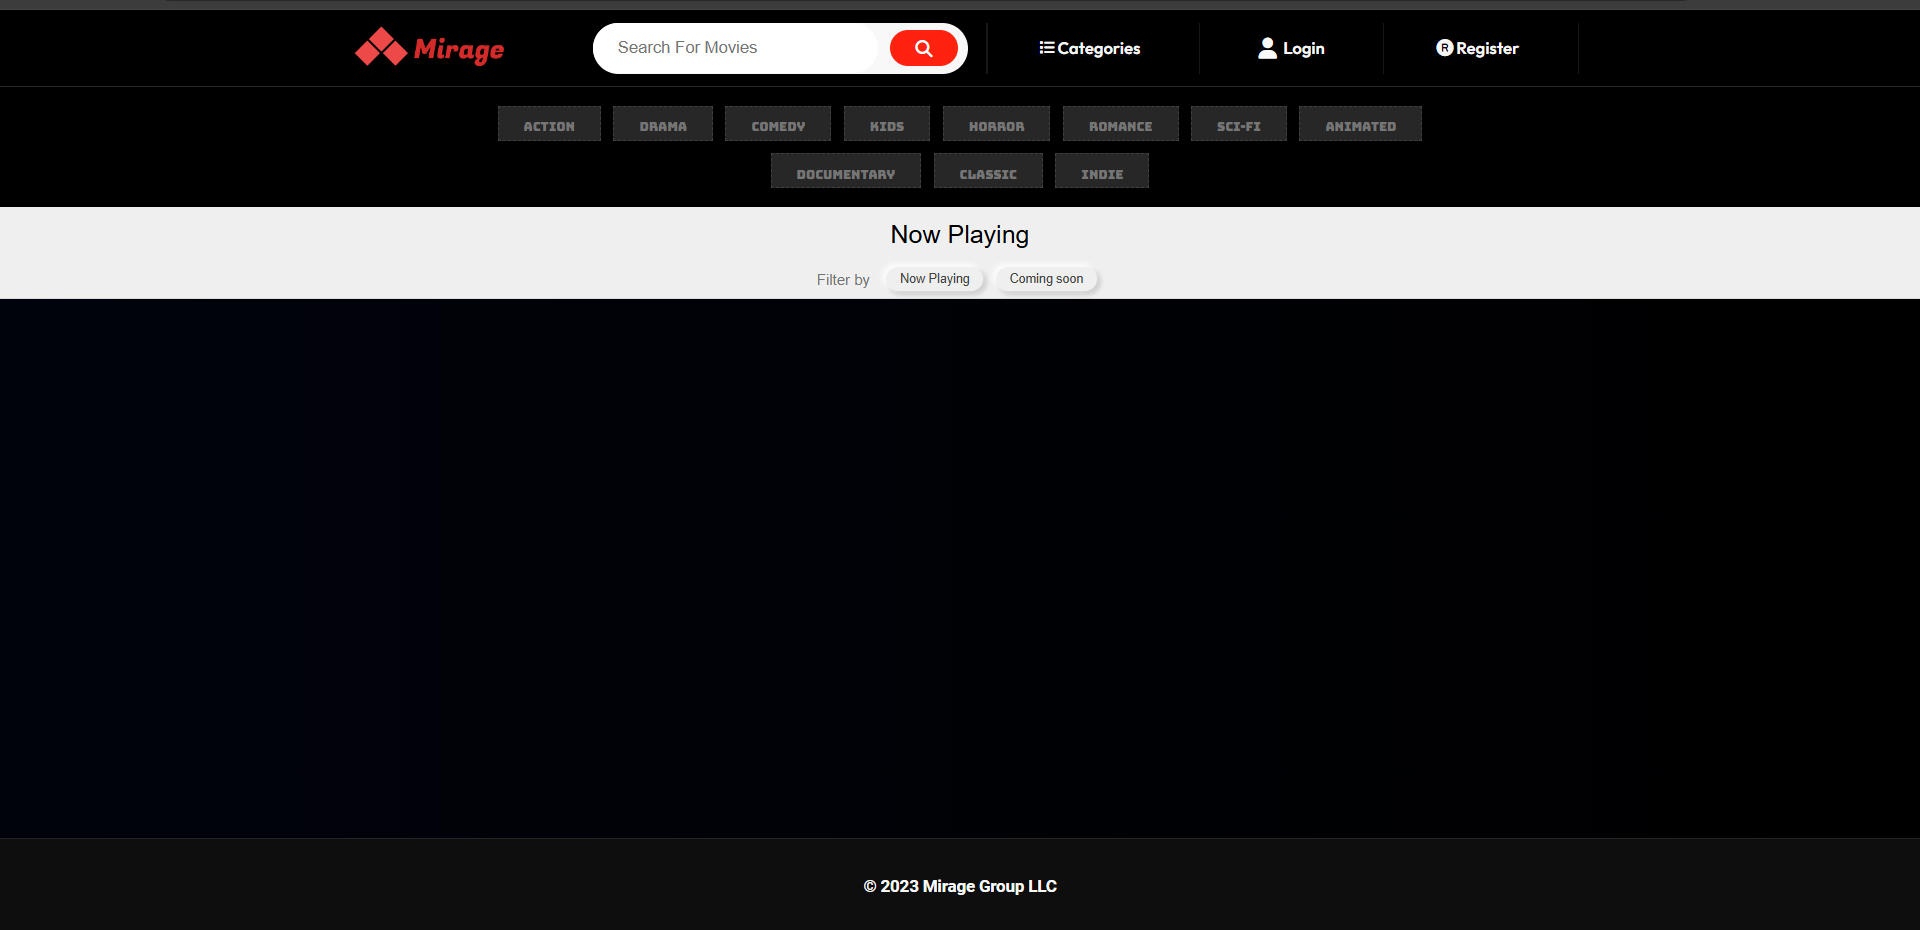 Mirage
Search For Movies
Categories
Login
® Register
ACTION DRAMA COMEDY KIDS HORROR ROMANCE SCI-FI ANIMATED
DOCUMENTARY CLASSIC INDIE
Now Playing
Filter by Now Playing Coming soon
© 2023 Mirage Group LLC